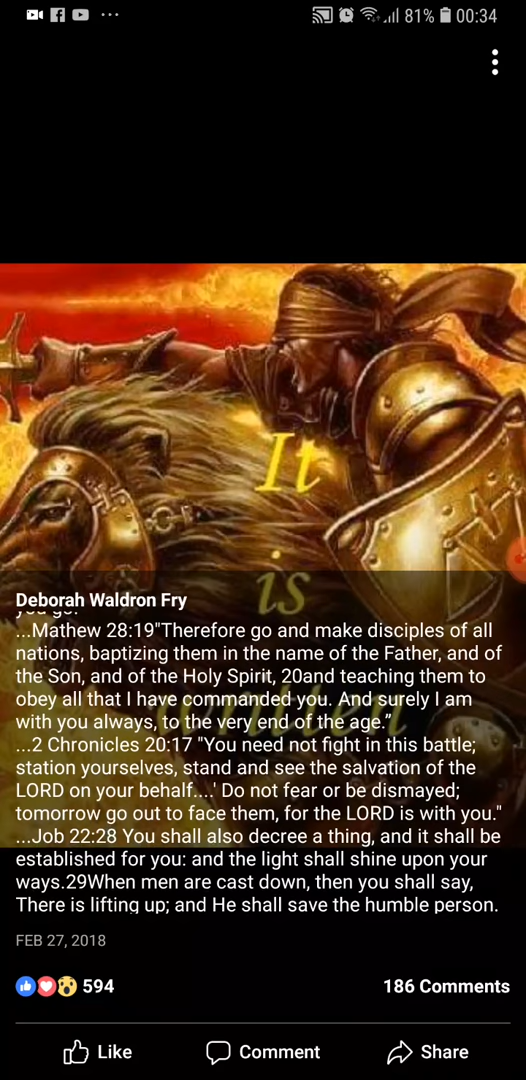 81% 00:34
It
is
written
Deborah Waldron Fry
you go.
...Mathew 28:19"Therefore go and make disciples of all
nations, baptizing them in the name of the Father, and of
the Son, and of the Holy Spirit, 20and teaching them to
obey all that I have commanded you. And surely I am
with you always, to the very end of the age.”
...2 Chronicles 20:17 "You need not fight in this battle;
station yourselves, stand and see the salvation of the
LORD on your behalf....' Do not fear or be dismayed;
tomorrow go out to face them, for the LORD is with you."
...Job 22:28 You shall also decree a thing, and it shall be
established for you: and the light shall shine upon your
ways.29When men are cast down, then you shall say,
There is lifting up; and He shall save the humble person.
FEB 27, 2018
594
186 Comments
Like
Comment
Share